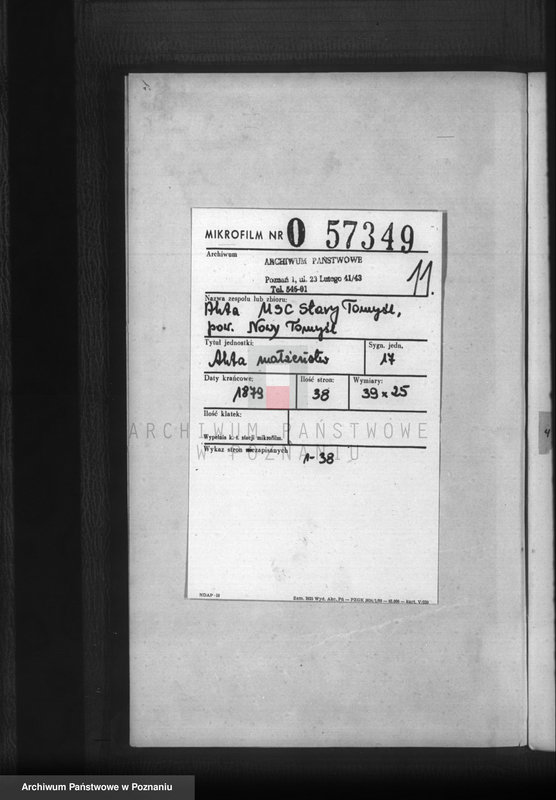 MIKROFILM NR O 57349
Archiwum
ARCHIWUM PAŃSTWOWE
Poznań 1, ul. 23 Lutego 41/43
Tel. 546-01
11.
Nazwa zespołu lub zbioru:
Akta MSC Stary Tomyśl,
pow. Nowy Tomyśl
Tytuł jednostki:
Akta małżeństw
Sygn. jedn.
17
Daty krańcowe:
1879
Ilość stron:
38
Wymiary:
39 x 25
Ilość klatek:
Wypełnia k. s. stacji mikrofilm.
Wykaz stron niezapisanych
1-38
ARCHIWUM PAŃSTWOWE
W POZNANIU
NDAP
4
Archiwum Państwowe w Poznaniu